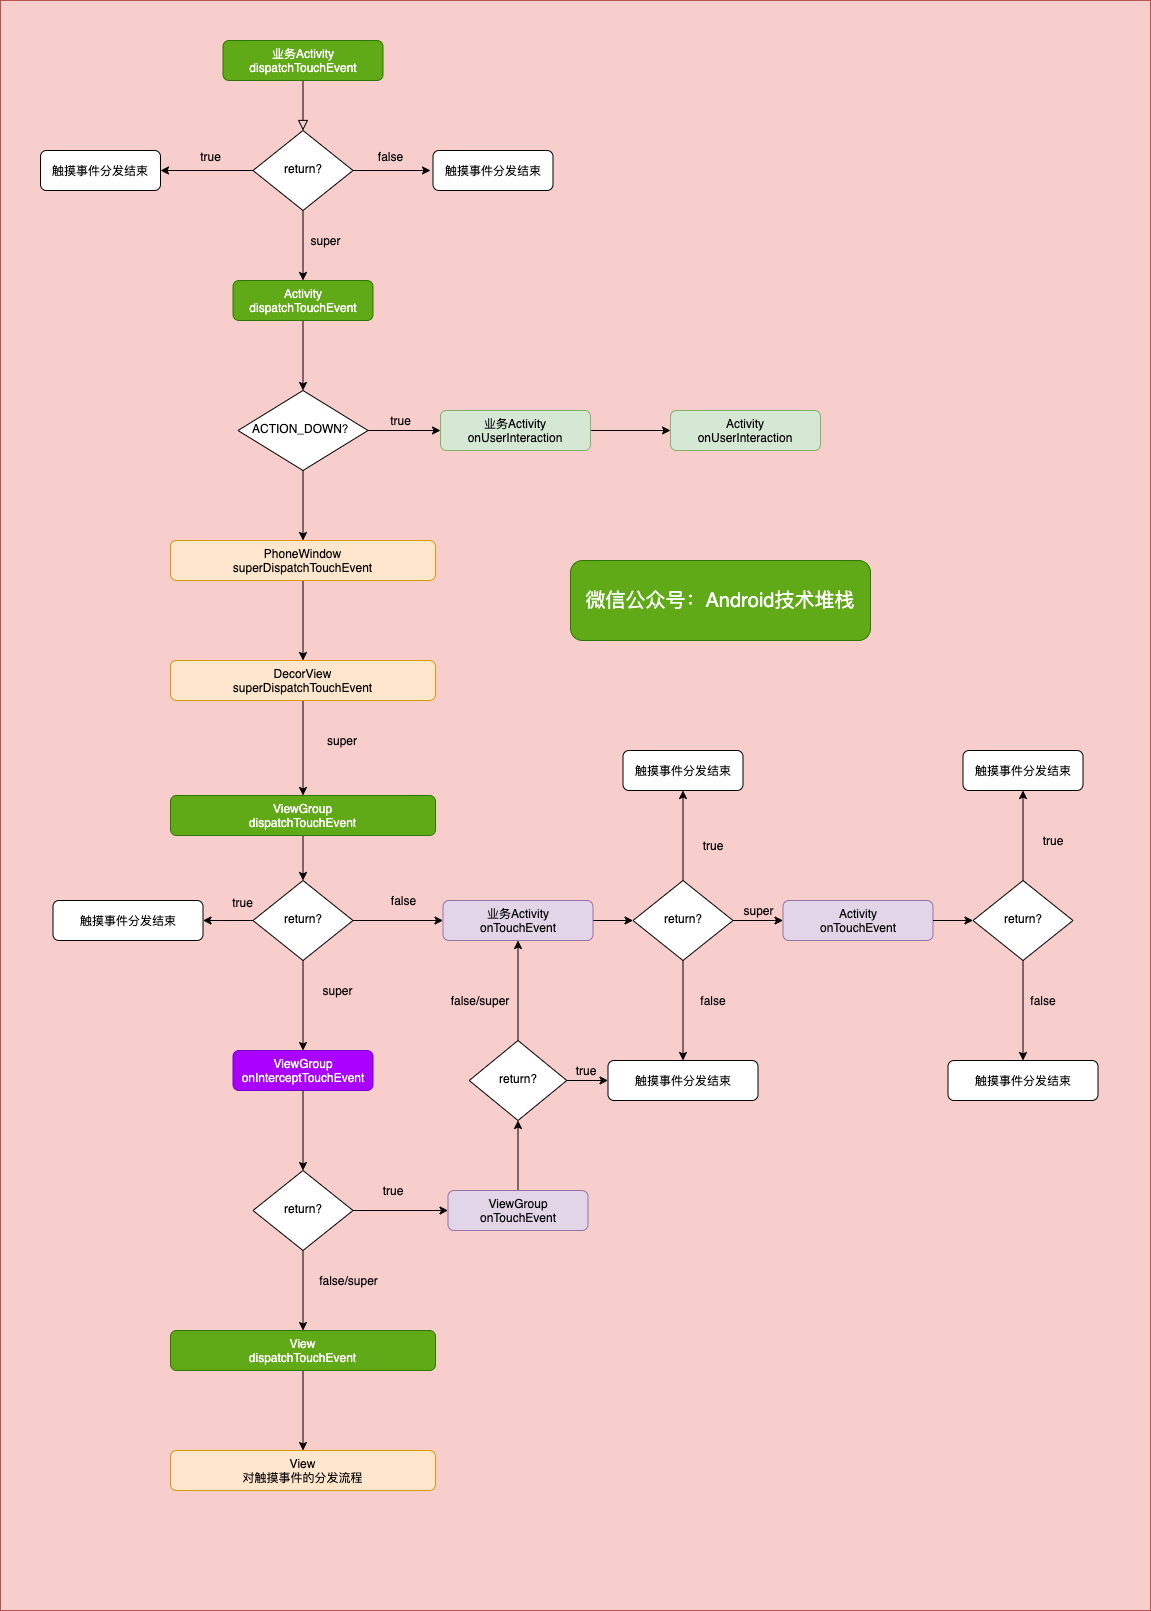 业务Activity
dispatchTouchEvent
触摸事件分发结束
true
return?
false
触摸事件分发结束
super
Activity
dispatchTouchEvent
ACTION_DOWN?
true
业务Activity
onUserInteraction
Activity
onUserInteraction
PhoneWindow
superDispatchTouchEvent
微信公众号：Android技术堆栈
DecorView
superDispatchTouchEvent
super
触摸事件分发结束
触摸事件分发结束
ViewGroup
dispatchTouchEvent
true
true
触摸事件分发结束
true
return?
false
业务Activity
onTouchEvent
return?
super
Activity
onTouchEvent
return?
super
false/super
false
false
ViewGroup
onInterceptTouchEvent
return?
true
触摸事件分发结束
触摸事件分发结束
return?
true
ViewGroup
onTouchEvent
false/super
View
dispatchTouchEvent
View
对触摸事件的分发流程